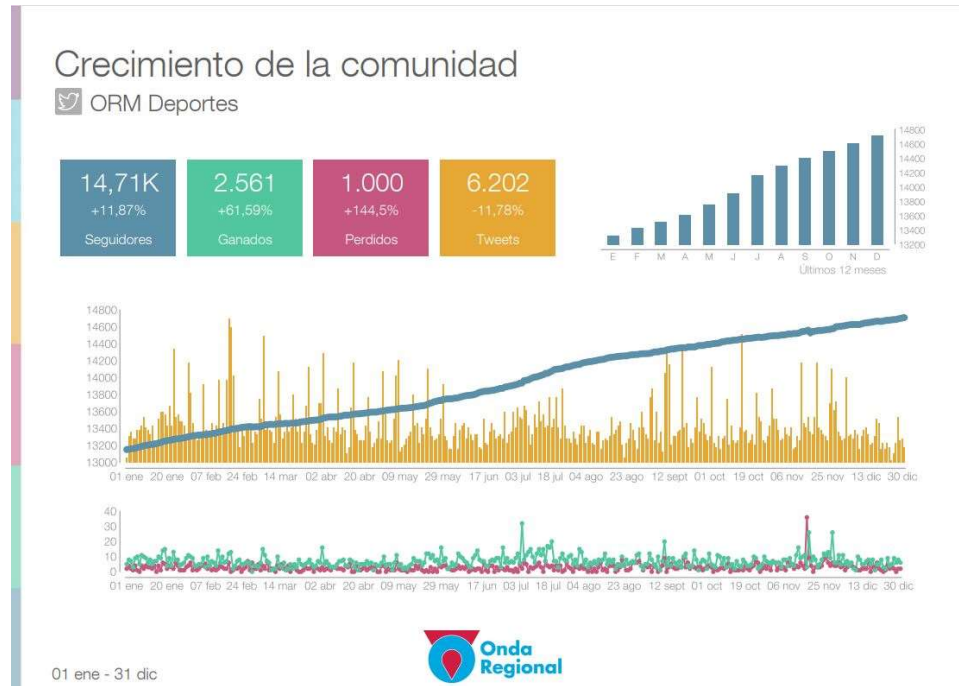 Crecimiento de la comunidad
ORM Deportes
14,71K
+11,87%
Seguidores
2.561
+61,59%
Ganados
1.000
+144,5%
Perdidos
6.202
-11,78%
Tweets
14800
14600
14400
14200
14000
13800
13600
13400
13200
E F M A M J J A S O N D
Últimos 12 meses
14800
14600
14400
14200
14000
13800
13600
13400
13200
13000
01 ene 20 ene 07 feb 24 feb 14 mar 02 abr 20 abr 09 may 29 may 17 jun 03 jul 18 jul 04 ago 23 ago 12 sept 01 oct 19 oct 06 nov 25 nov 13 dic 30 dic
40
30
20
10
0
01 ene 20 ene 07 feb 24 feb 14 mar 02 abr 20 abr 09 may 29 may 17 jun 03 jul 18 jul 04 ago 23 ago 12 sept 01 oct 19 oct 06 nov 25 nov 13 dic 30 dic
Onda
Regional
01 ene - 31 dic